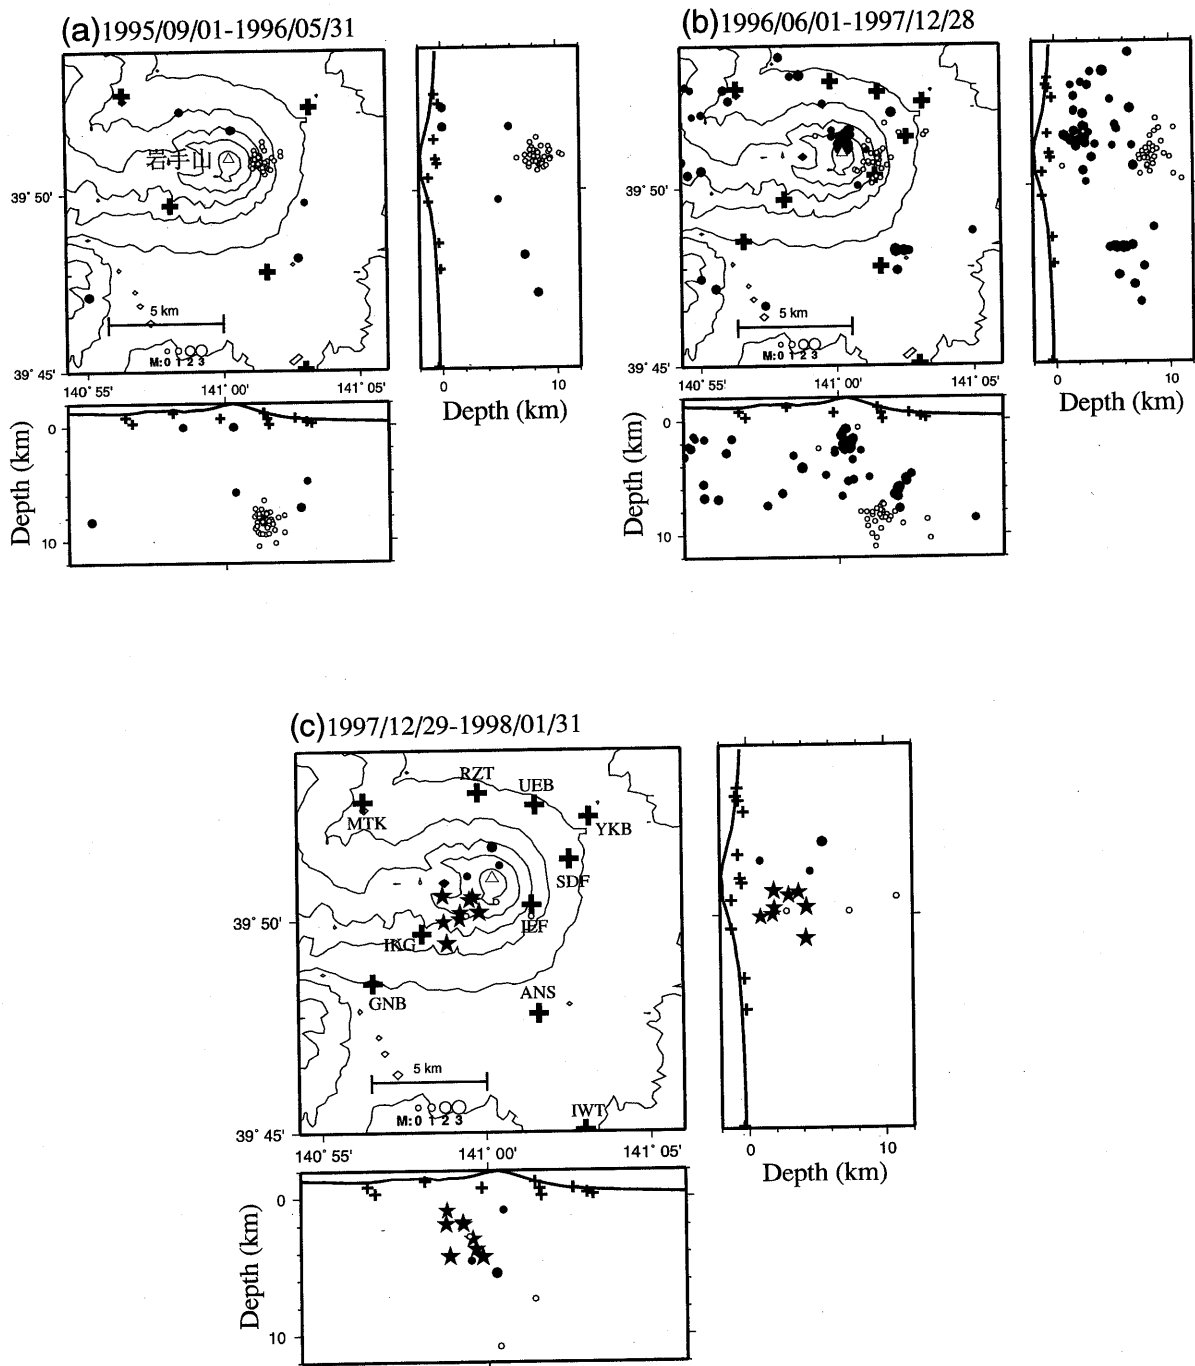 (a)1995/09/01-1996/05/31
岩手山
39° 50'
5 km
M: 0 1 2 3
39° 45'
140° 55'
141° 00'
141° 05'
0
10
Depth (km)
0
10
Depth (km)
(b)1996/06/01-1997/12/28
39° 50'
5 km
M: 0 1 2 3
39° 45'
140° 55'
141° 00'
141° 05'
0
10
Depth (km)
0
10
Depth (km)
(c)1997/12/29-1998/01/31
RZT
UEB
MTK
YKB
SDF
39° 50'
IEF
IKG
GNB
ANS
5 km
M: 0 1 2 3
IWT
39° 45'
140° 55'
141° 00'
141° 05'
0
10
Depth (km)
0
10
Depth (km)